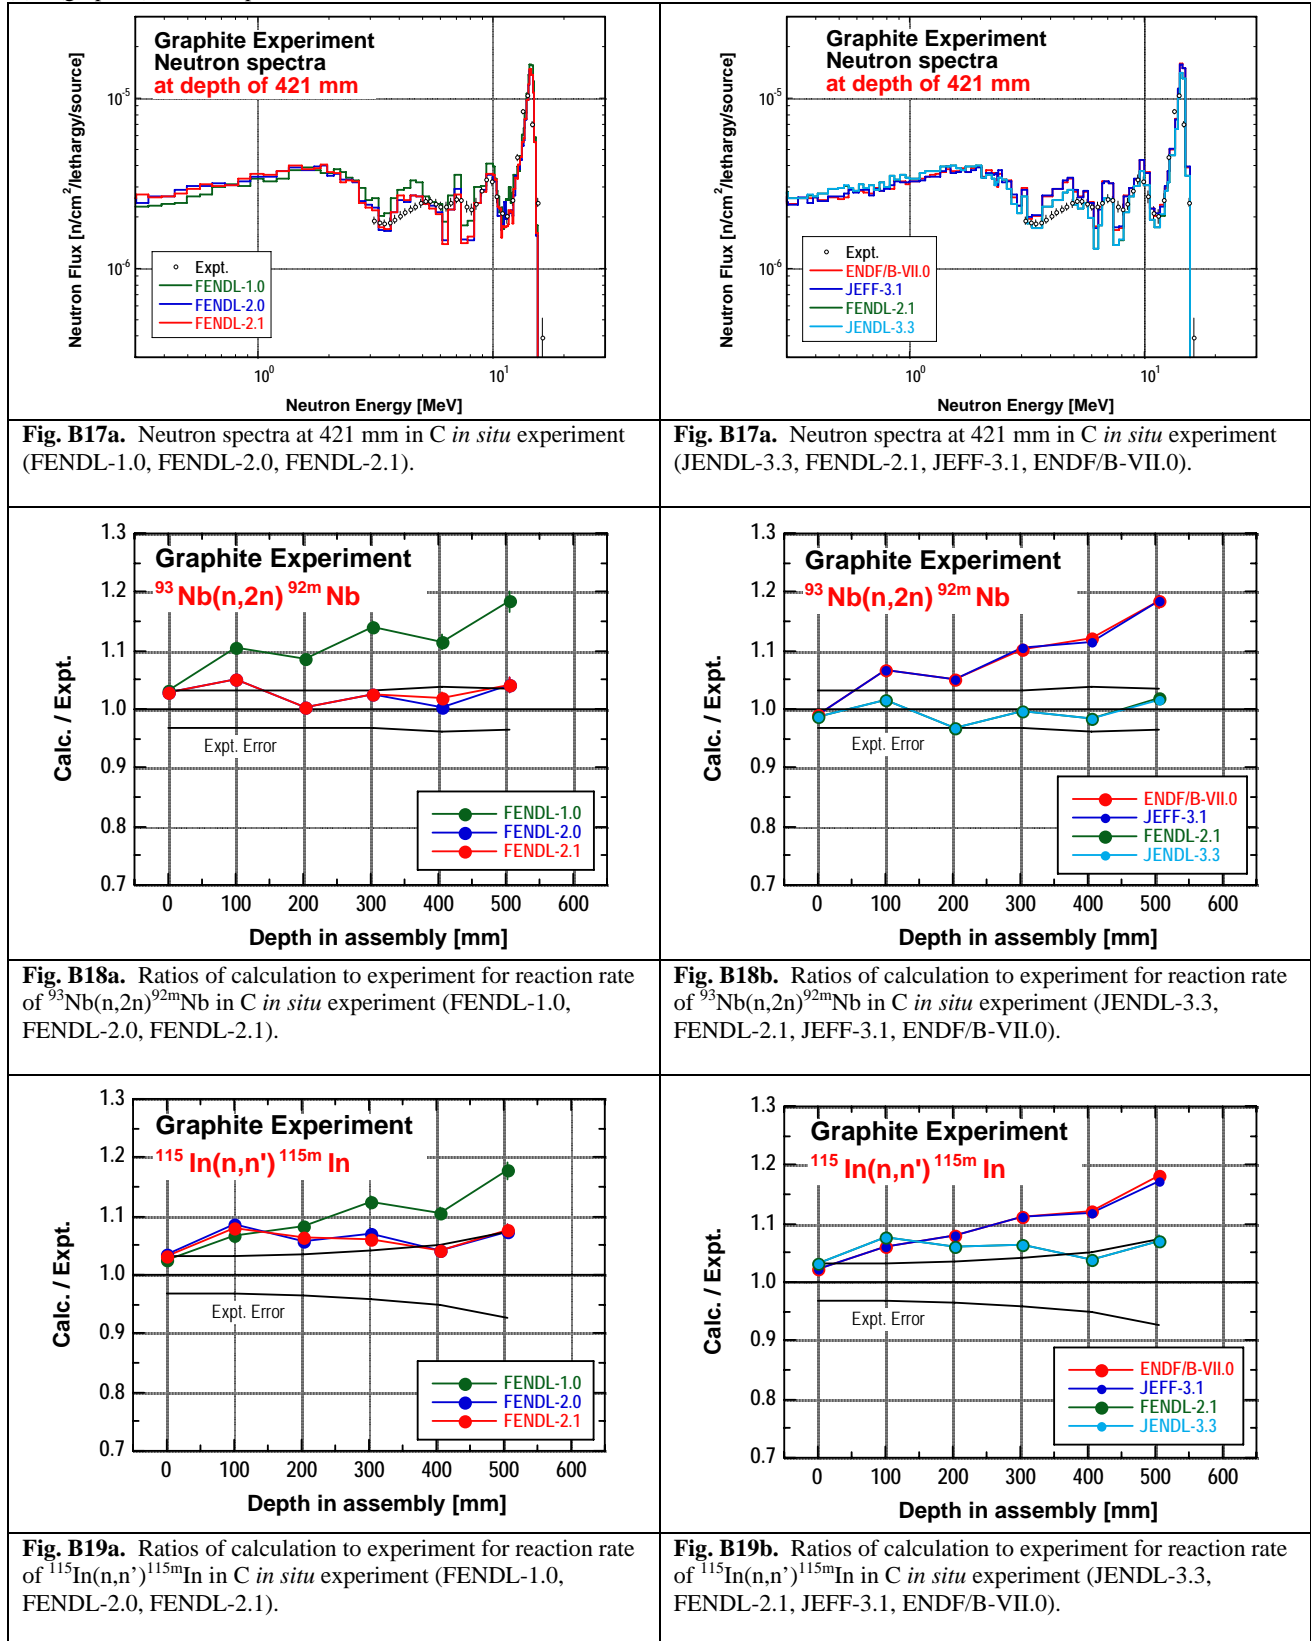 Graphite Experiment
Neutron spectra
at depth of 421 mm
Neutron Flux [n/cm²/lethargy/source]
10⁻⁵
10⁻⁶
Expt.
FENDL-1.0
FENDL-2.0
FENDL-2.1
10⁰ 10¹
Neutron Energy [MeV]
Fig. B17a. Neutron spectra at 421 mm in C in situ experiment
(FENDL-1.0, FENDL-2.0, FENDL-2.1).
Graphite Experiment
Neutron spectra
at depth of 421 mm
Neutron Flux [n/cm²/lethargy/source]
10⁻⁵
10⁻⁶
Expt.
ENDF/B-VII.0
JEFF-3.1
FENDL-2.1
JENDL-3.3
10⁰ 10¹
Neutron Energy [MeV]
Fig. B17a. Neutron spectra at 421 mm in C in situ experiment
(JENDL-3.3, FENDL-2.1, JEFF-3.1, ENDF/B-VII.0).
Graphite Experiment
⁹³Nb(n,2n)⁹²ᵐNb
Calc. / Expt.
1.3
1.2
1.1
1.0
0.9
0.8
0.7
Expt. Error
FENDL-1.0
FENDL-2.0
FENDL-2.1
0 100 200 300 400 500 600
Depth in assembly [mm]
Fig. B18a. Ratios of calculation to experiment for reaction rate
of ⁹³Nb(n,2n)⁹²ᵐNb in C in situ experiment (FENDL-1.0,
FENDL-2.0, FENDL-2.1).
Graphite Experiment
⁹³Nb(n,2n)⁹²ᵐNb
Calc. / Expt.
1.3
1.2
1.1
1.0
0.9
0.8
0.7
Expt. Error
ENDF/B-VII.0
JEFF-3.1
FENDL-2.1
JENDL-3.3
0 100 200 300 400 500 600
Depth in assembly [mm]
Fig. B18b. Ratios of calculation to experiment for reaction rate
of ⁹³Nb(n,2n)⁹²ᵐNb in C in situ experiment (JENDL-3.3,
FENDL-2.1, JEFF-3.1, ENDF/B-VII.0).
Graphite Experiment
¹¹⁵In(n,n')¹¹⁵ᵐIn
Calc. / Expt.
1.3
1.2
1.1
1.0
0.9
0.8
0.7
Expt. Error
FENDL-1.0
FENDL-2.0
FENDL-2.1
0 100 200 300 400 500 600
Depth in assembly [mm]
Fig. B19a. Ratios of calculation to experiment for reaction rate
of ¹¹⁵In(n,n’)¹¹⁵ᵐIn in C in situ experiment (FENDL-1.0,
FENDL-2.0, FENDL-2.1).
Graphite Experiment
¹¹⁵In(n,n')¹¹⁵ᵐIn
Calc. / Expt.
1.3
1.2
1.1
1.0
0.9
0.8
0.7
Expt. Error
ENDF/B-VII.0
JEFF-3.1
FENDL-2.1
JENDL-3.3
0 100 200 300 400 500 600
Depth in assembly [mm]
Fig. B19b. Ratios of calculation to experiment for reaction rate
of ¹¹⁵In(n,n’)¹¹⁵ᵐIn in C in situ experiment (JENDL-3.3,
FENDL-2.1, JEFF-3.1, ENDF/B-VII.0).